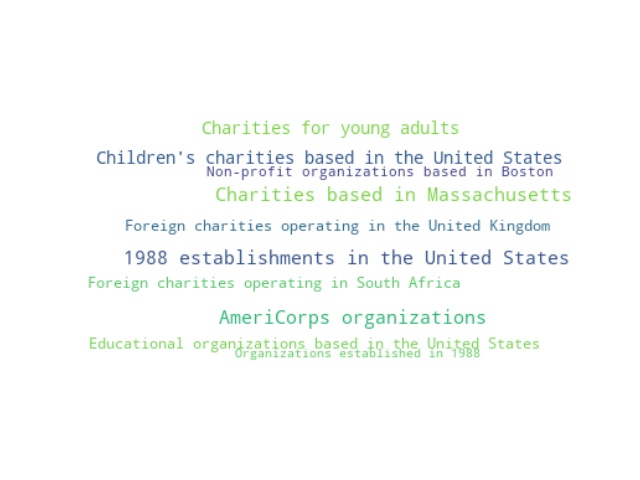 Charities for young adults
Children's charities based in the United States
Non-profit organizations based in Boston
Charities based in Massachusetts
Foreign charities operating in the United Kingdom
1988 establishments in the United States
Foreign charities operating in South Africa
AmeriCorps organizations
Educational organizations based in the United States
Organizations established in 1988